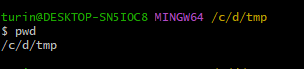 turin@DESKTOP-SN5IOC8 MINGW64 /c/d/tmp
$ pwd
/c/d/tmp